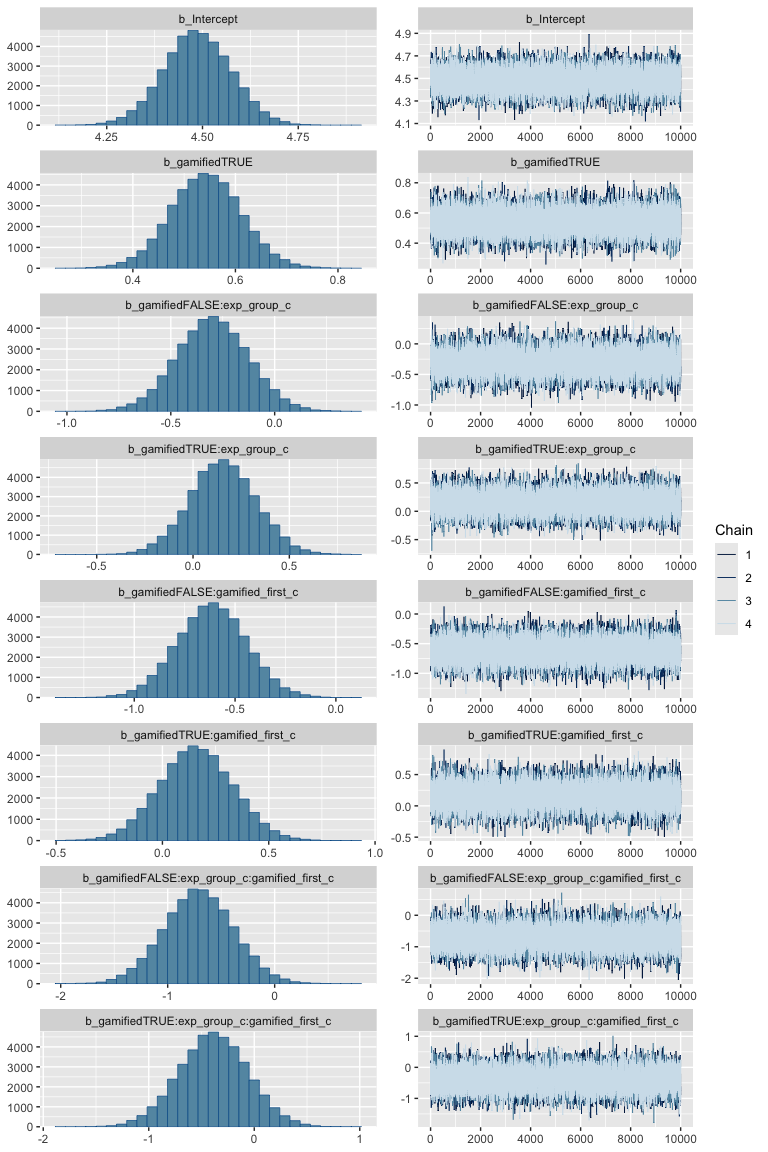 b_Intercept
b_Intercept
4000
3000
2000
1000
0
4.25 4.50 4.75
4.9
4.7
4.5
4.3
4.1
0 2000 4000 6000 8000 10000
b_gamifiedTRUE
b_gamifiedTRUE
4000
3000
2000
1000
0
0.4 0.6 0.8
0.8
0.6
0.4
0 2000 4000 6000 8000 10000
b_gamifiedFALSE:exp_group_c
b_gamifiedFALSE:exp_group_c
4000
3000
2000
1000
0
-1.0 -0.5 0.0
0.0
-0.5
-1.0
0 2000 4000 6000 8000 10000
b_gamifiedTRUE:exp_group_c
b_gamifiedTRUE:exp_group_c
4000
3000
2000
1000
0
-0.5 0.0 0.5
0.5
0.0
-0.5
0 2000 4000 6000 8000 10000
b_gamifiedFALSE:gamified_first_c
b_gamifiedFALSE:gamified_first_c
4000
3000
2000
1000
0
-1.0 -0.5 0.0
0.0
-0.5
-1.0
0 2000 4000 6000 8000 10000
b_gamifiedTRUE:gamified_first_c
b_gamifiedTRUE:gamified_first_c
4000
3000
2000
1000
0
-0.5 0.0 0.5 1.0
0.5
0.0
-0.5
0 2000 4000 6000 8000 10000
b_gamifiedFALSE:exp_group_c:gamified_first_c
b_gamifiedFALSE:exp_group_c:gamified_first_c
4000
3000
2000
1000
0
-2 -1 0
0
-1
-2
0 2000 4000 6000 8000 10000
b_gamifiedTRUE:exp_group_c:gamified_first_c
b_gamifiedTRUE:exp_group_c:gamified_first_c
4000
3000
2000
1000
0
-2 -1 0 1
1
0
-1
0 2000 4000 6000 8000 10000
Chain
1
2
3
4